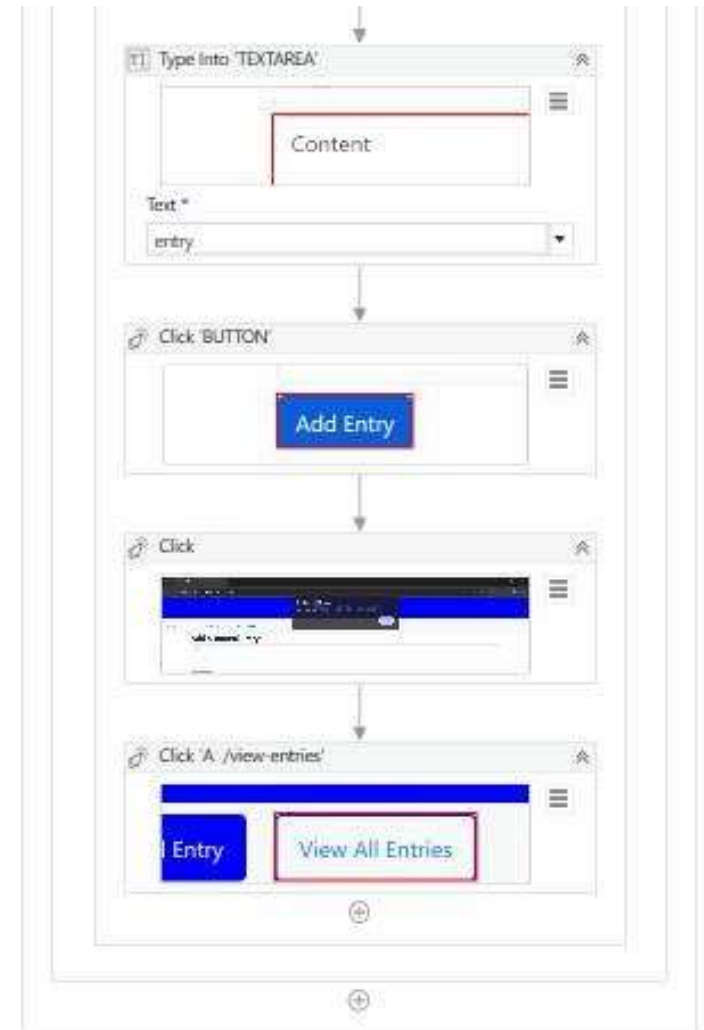 Type Into 'TEXTAREA'
Content
Text *
entry
Click 'BUTTON'
Add Entry
Click
Click 'A /view-entries'
l Entry
View All Entries